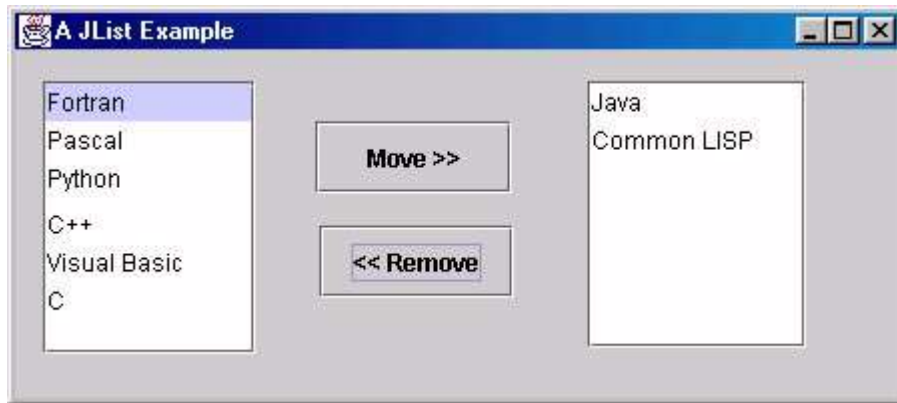 A JList Example
Fortran
Pascal
Python
C++
Visual Basic
C
Move >>
<< Remove
Java
Common LISP